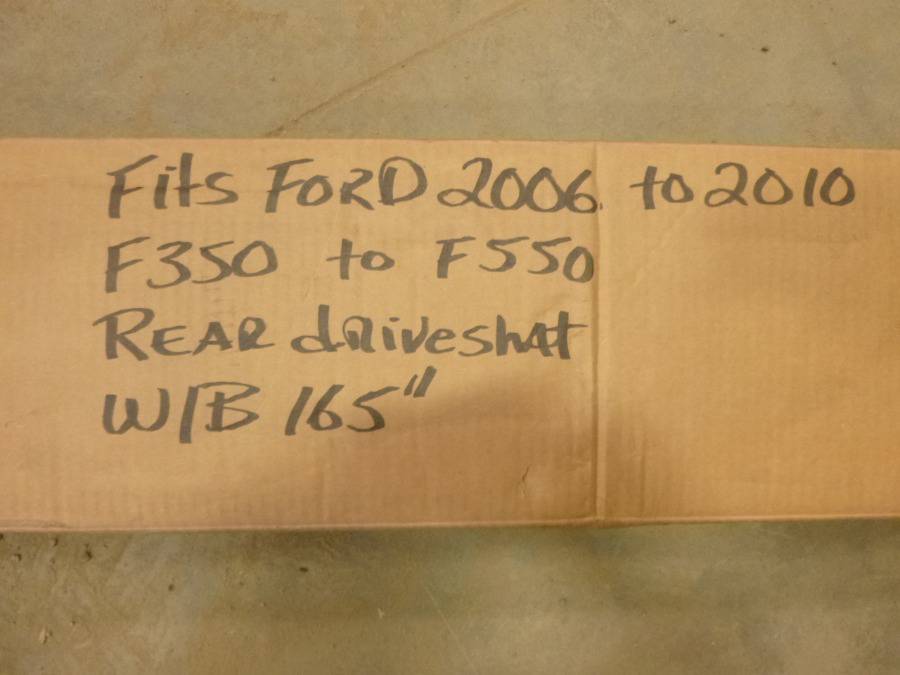 Fits FORD 2006 to 2010
F350 to F550
REAR driveshat
W/B 165"